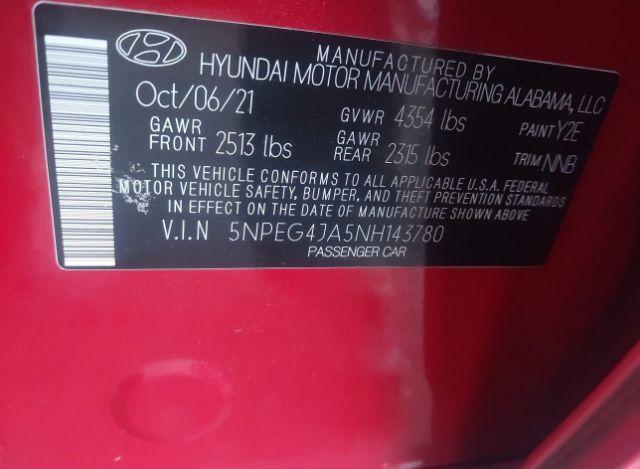 MANUFACTURED BY
HYUNDAI MOTOR MANUFACTURING ALABAMA, LLC
Oct/06/21 GVWR 4354 lbs PAINT Y2E
GAWR FRONT 2513 lbs GAWR REAR 2315 lbs TRIM NNB
THIS VEHICLE CONFORMS TO ALL APPLICABLE U.S.A. FEDERAL
MOTOR VEHICLE SAFETY, BUMPER, AND THEFT PREVENTION STANDARDS
IN EFFECT ON THE DATE OF MANUFACTURE SHOWN ABOVE
V.I.N 5NPEG4JA5NH143780
PASSENGER CAR